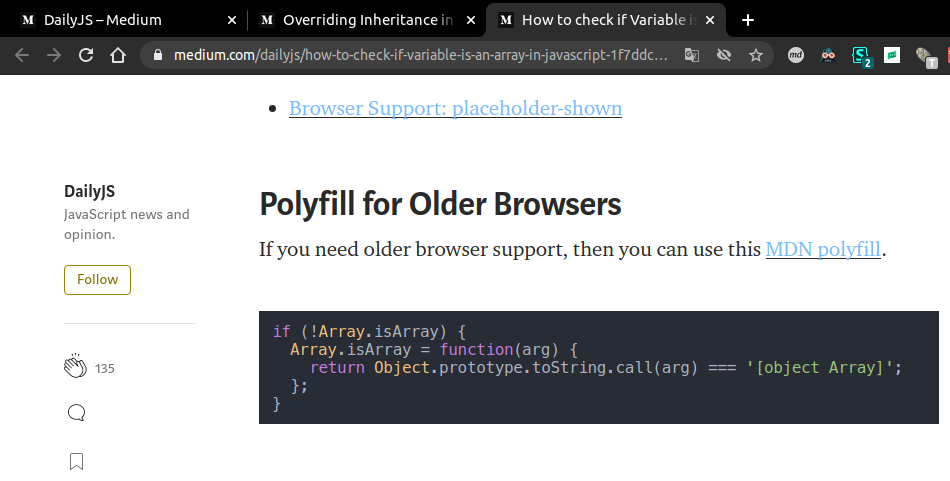 DailyJS – Medium
Overriding Inheritance in
How to check if Variable is
medium.com/dailyjs/how-to-check-if-variable-is-an-array-in-javascript-1f7ddc…
md
S
2
T
Browser Support: placeholder-shown
DailyJS
JavaScript news and
opinion.
Follow
135
Polyfill for Older Browsers
If you need older browser support, then you can use this MDN polyfill.
if (!Array.isArray) {
Array.isArray = function(arg) {
return Object.prototype.toString.call(arg) === '[object Array]';
};
}